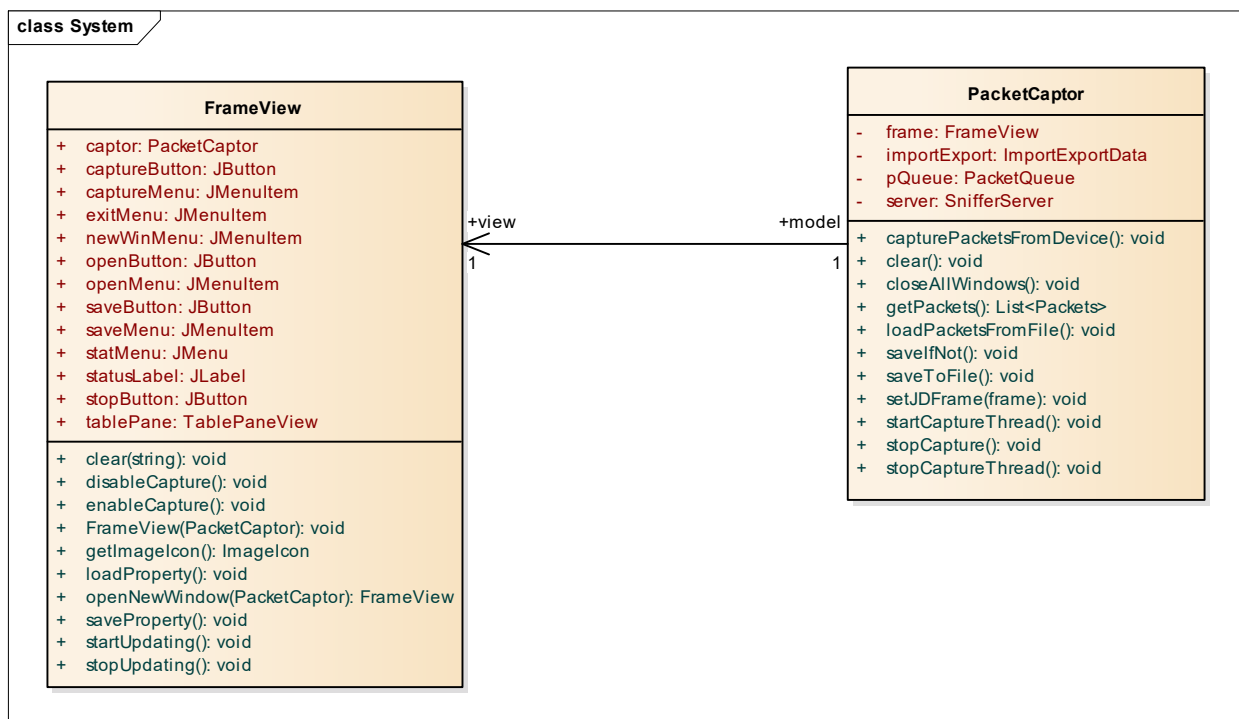 class System
FrameView
+ captor: PacketCaptor
+ captureButton: JButton
+ captureMenu: JMenuItem
+ exitMenu: JMenuItem
+ newWinMenu: JMenuItem
+ openButton: JButton
+ openMenu: JMenuItem
+ saveButton: JButton
+ saveMenu: JMenuItem
+ statMenu: JMenu
+ statusLabel: JLabel
+ stopButton: JButton
+ tablePane: TablePaneView
+ clear(string): void
+ disableCapture(): void
+ enableCapture(): void
+ FrameView(PacketCaptor): void
+ getImageIcon(): ImageIcon
+ loadProperty(): void
+ openNewWindow(PacketCaptor): FrameView
+ saveProperty(): void
+ startUpdating(): void
+ stopUpdating(): void
+view
1
+model
1
PacketCaptor
- frame: FrameView
- importExport: ImportExportData
- pQueue: PacketQueue
- server: SnifferServer
+ capturePacketsFromDevice(): void
+ clear(): void
+ closeAllWindows(): void
+ getPackets(): List<Packets>
+ loadPacketsFromFile(): void
+ saveIfNot(): void
+ saveToFile(): void
+ setJDFrame(frame): void
+ startCaptureThread(): void
+ stopCapture(): void
+ stopCaptureThread(): void